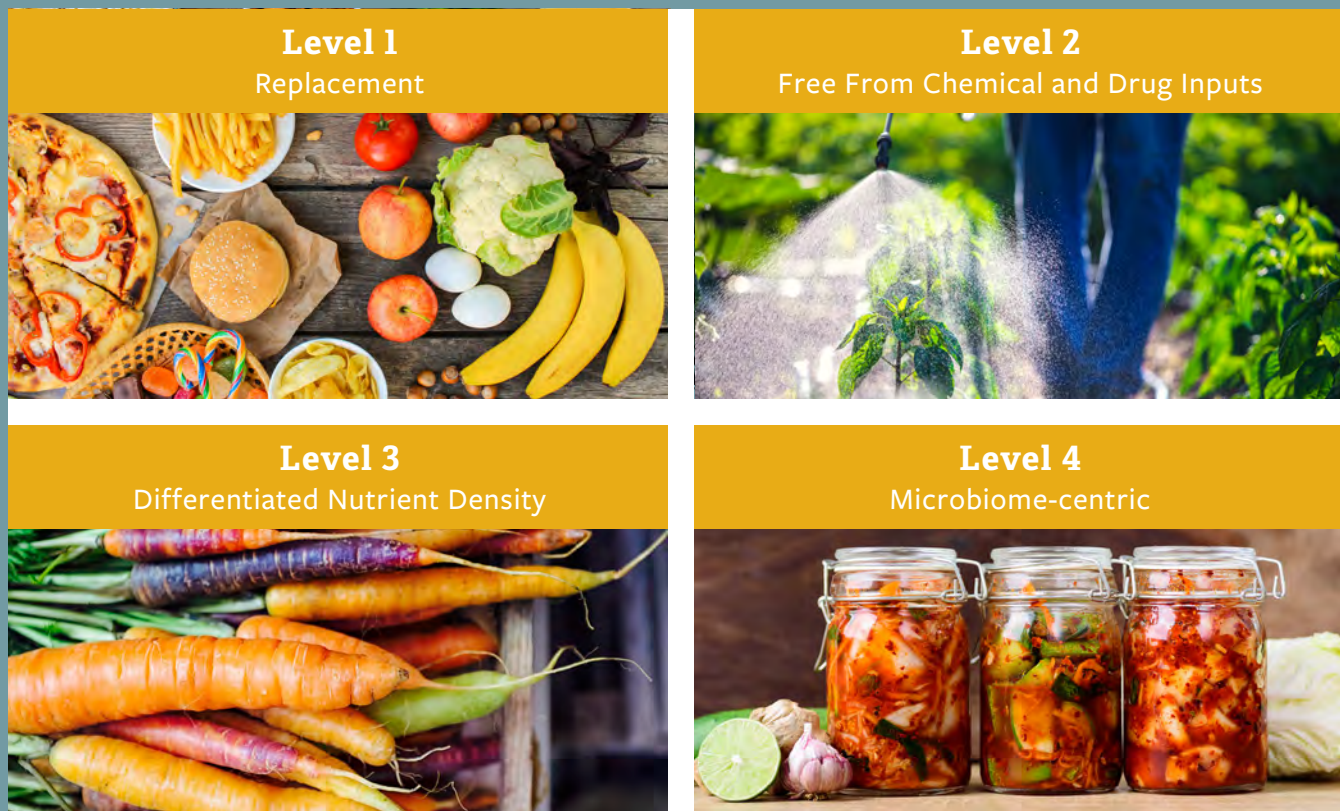 Level 1
Replacement
Level 2
Free From Chemical and Drug Inputs
Level 3
Differentiated Nutrient Density
Level 4
Microbiome-centric